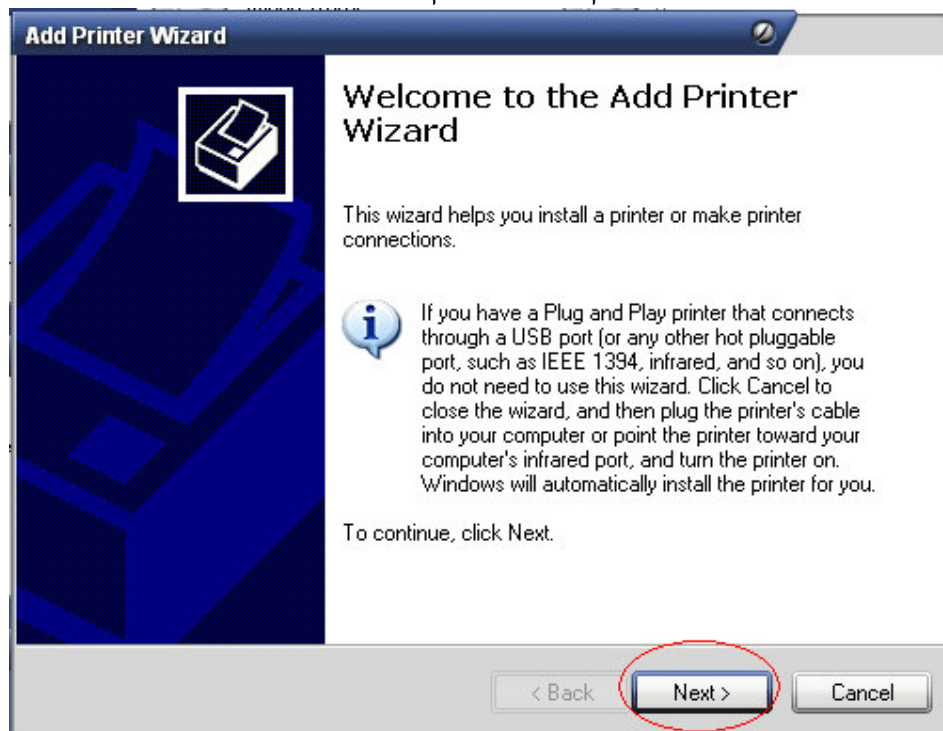 Add Printer Wizard
Welcome to the Add Printer
Wizard
This wizard helps you install a printer or make printer
connections.
If you have a Plug and Play printer that connects
through a USB port (or any other hot pluggable
port, such as IEEE 1394, infrared, and so on), you
do not need to use this wizard. Click Cancel to
close the wizard, and then plug the printer's cable
into your computer or point the printer toward your
computer's infrared port, and turn the printer on.
Windows will automatically install the printer for you.
To continue, click Next.
< Back Next > Cancel